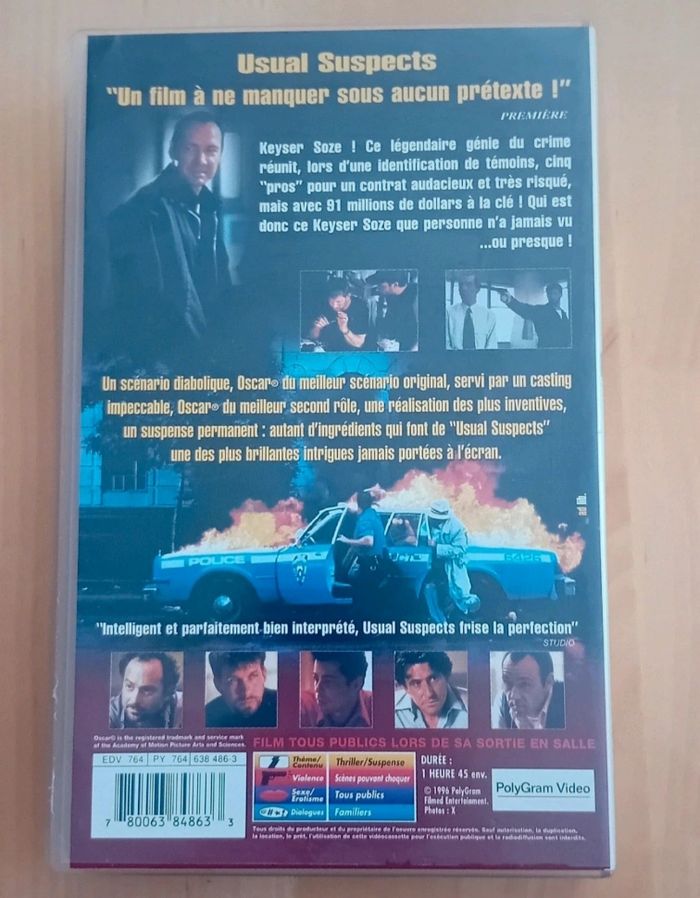 Usual Suspects
"Un film à ne manquer sous aucun prétexte !"
PREMIÈRE
Keyser Soze ! Ce légendaire génie du crime
réunit, lors d'une identification de témoins, cinq
"pros" pour un contrat audacieux et très risqué,
mais avec 91 millions de dollars à la clé ! Qui est
donc ce Keyser Soze que personne n'a jamais vu
...ou presque !
Un scénario diabolique, Oscar® du meilleur scénario original, servi par un casting
impeccable, Oscar® du meilleur second rôle, une réalisation des plus inventives,
un suspense permanent : autant d'ingrédients qui font de "Usual Suspects"
une des plus brillantes intrigues jamais portées à l'écran.
POLICE
"Intelligent et parfaitement bien interprété, Usual Suspects frise la perfection"
STUDIO
Oscar® is the registered trademark and service mark
of the Academy of Motion Picture Arts and Sciences.
FILM TOUS PUBLICS LORS DE SA SORTIE EN SALLE
EDV 764 PY 764 638 486-3
7 80063 84863 3
Thème/Contenu Thriller/Suspense
Violence Scènes pouvant choquer
Sexe/Erotisme Tous publics
Dialogues Familiers
DURÉE :
1 HEURE 45 env.
© 1996 PolyGram
Filmed Entertainment.
Photos : X
PolyGram Video
Tous droits du producteur et du propriétaire de l'oeuvre enregistrée réservés. Sauf autorisation, la duplication,
la location, le prêt, l'utilisation de cette vidéocassette pour l'exécution publique et la radiodiffusion sont interdits.